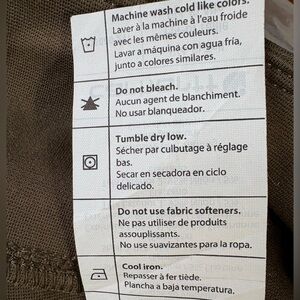 Machine wash cold like colors.
Laver à la machine à l'eau froide
avec les mêmes couleurs.
Lavar a máquina con agua fría,
junto a colores similares.
Do not bleach.
Aucun agent de blanchiment.
No usar blanqueador.
Tumble dry low.
Sécher par culbutage à réglage
bas.
Secar en secadora en ciclo
delicado.
Do not use fabric softeners.
Ne pas utiliser de produits
assouplissants.
No use suavizantes para la ropa.
Cool iron.
Repasser à fer tiède.
Plancha a baja temperatura.